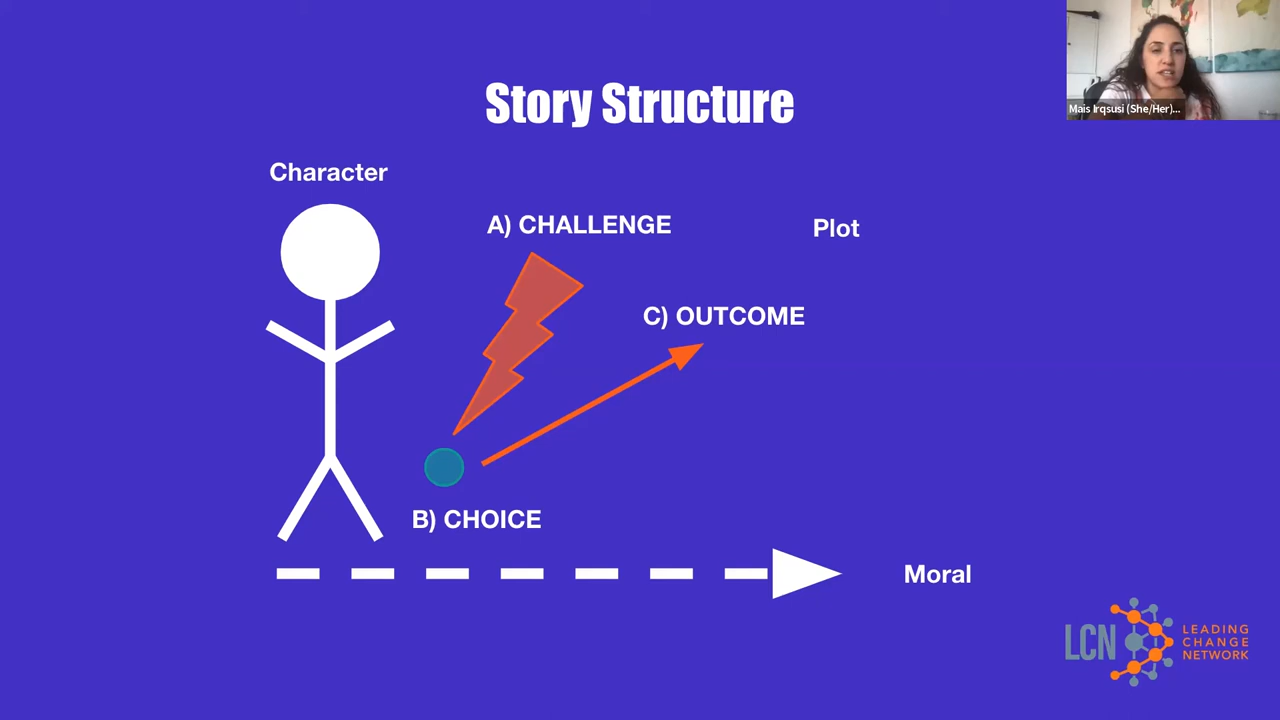 Story Structure
Mais Irqsusi (She/Her)...
Character
A) CHALLENGE
Plot
C) OUTCOME
B) CHOICE
Moral
LCN
LEADING
CHANGE
NETWORK